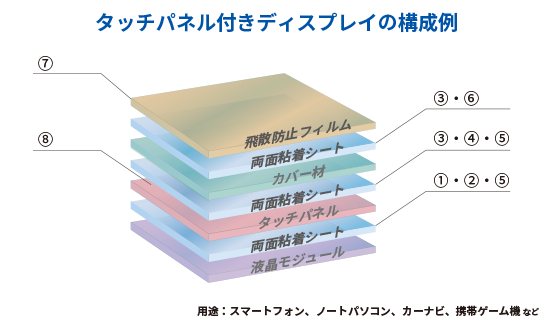 タッチパネル付きディスプレイの構成例
⑦
飛散防止フィルム
③・⑥
両面粘着シート
カバー材
③・④・⑤
⑧
両面粘着シート
タッチパネル
①・②・⑤
両面粘着シート
液晶モジュール
用途：スマートフォン、ノートパソコン、カーナビ、携帯ゲーム機 など